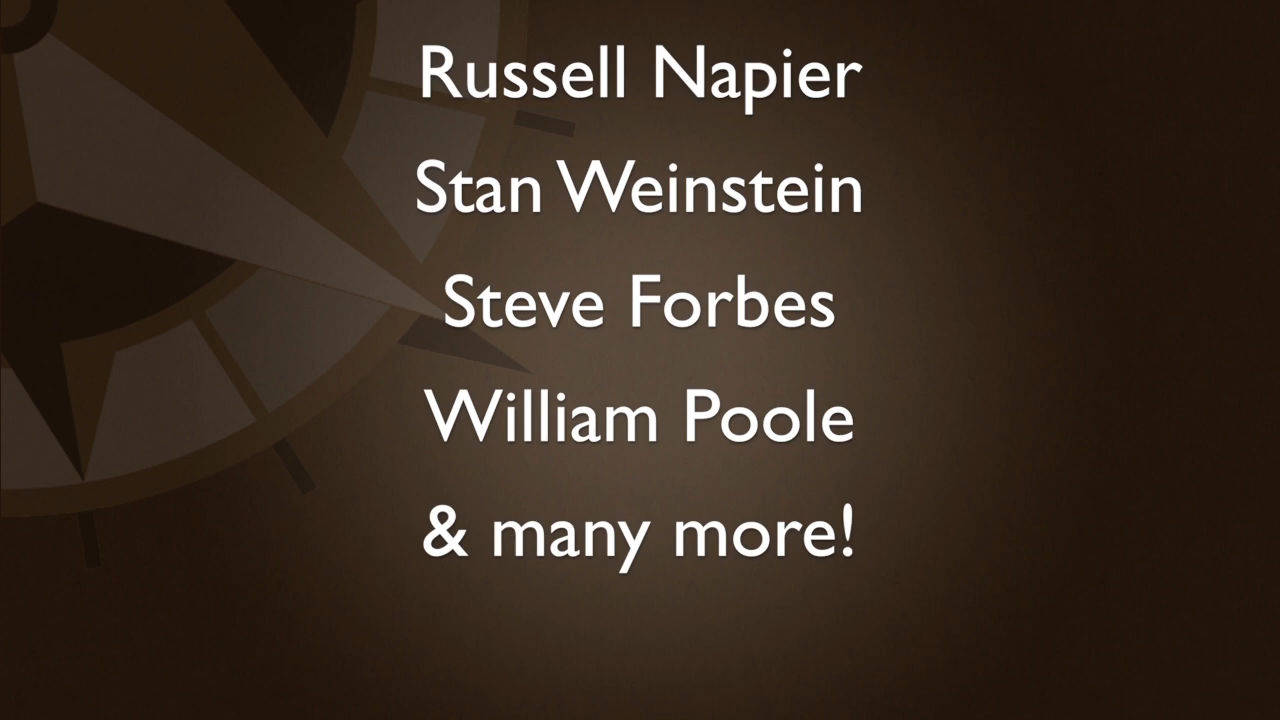 Russell Napier
Stan Weinstein
Steve Forbes
William Poole
& many more!